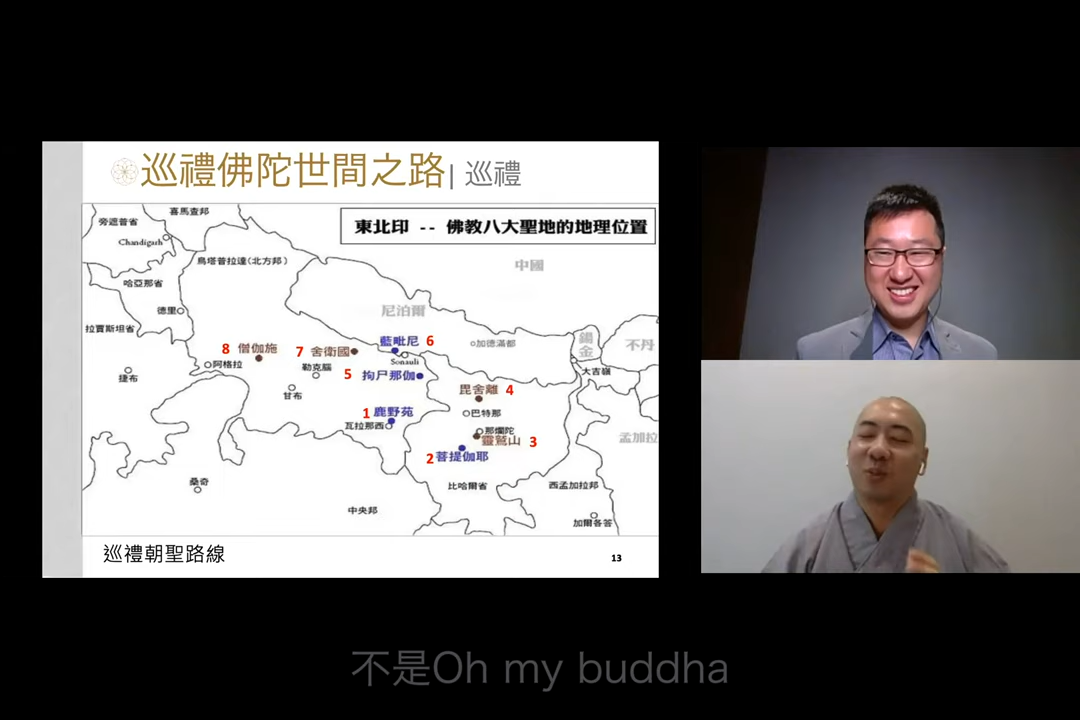 巡禮佛陀世間之路| 巡禮
東北印 -- 佛教八大聖地的地理位置
喜馬查邦
旁遮普省
Chandigarh
烏塔普拉達(北方邦)
中國
哈亞那省
德里
尼泊爾
拉賈斯坦省
藍毗尼 6
加德滿都
錫金
不丹
8 僧伽施
7 舍衛國
Sonauli
阿格拉
勒克腦
5 拘尸那伽
大吉嶺
捷布
甘布
毘舍離 4
1 鹿野苑
巴特那
瓦拉那西
那爛陀
靈鷲山 3
孟加拉
2 菩提伽耶
桑奇
比哈爾省
西孟加拉邦
中央邦
加爾各答
巡禮朝聖路線
13
不是Oh my buddha